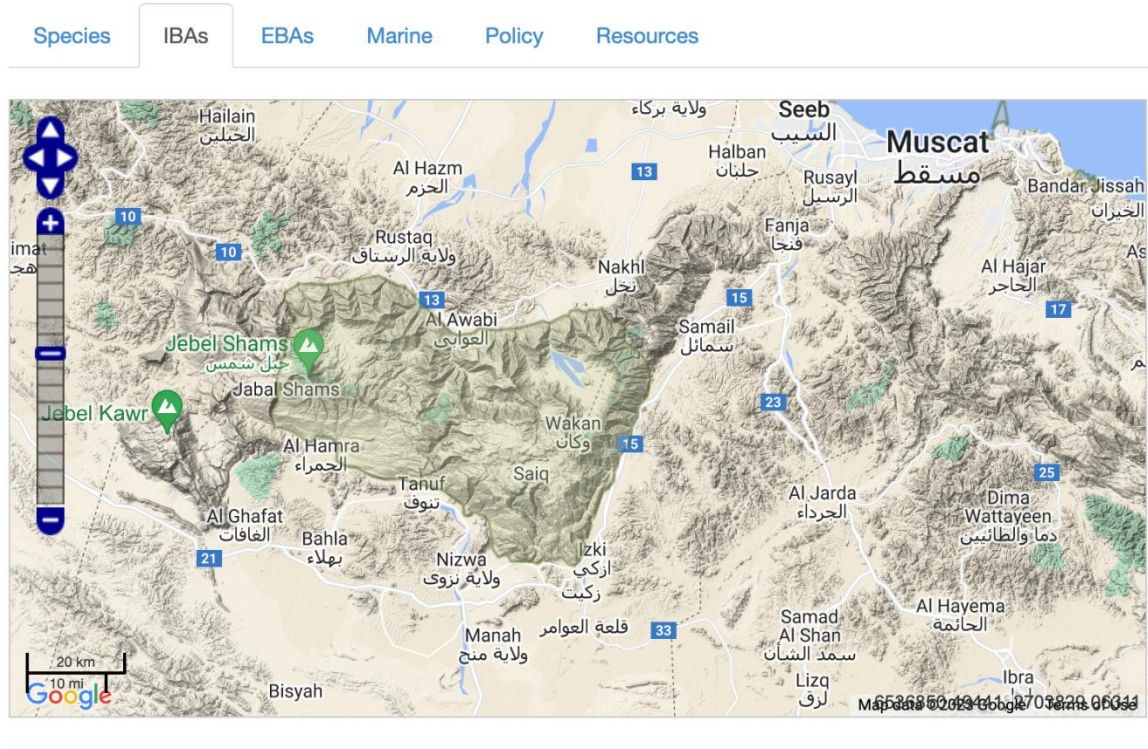 Species IBAs EBAs Marine Policy Resources
Hailain
الحيلين
ولاية بركاء
Seeb
السيب
Muscat
مسقط
Halban
حلبان
Al Hazm
الحزم
13
Rusayl
الرسيل
Bandar Jissah
الخيران
10
Fanja
فنجا
imat
هجـ
Rustaq
ولاية الرستاق
10
As
Nakhl
نخل
Al Hajar
الحاجر
13
15
17
Al Awabi
العوابي
Samail
سمائل
Jebel Shams
جبل شمس
Jabal Shams
Jebel Kawr
23
Wakan
وكان
15
Al Hamra
الحمراء
Saiq
25
Tanuf
تنوف
Al Jarda
الجرداء
Dima
Wattayeen
دما والطائيين
Al Ghafat
الغافات
Bahla
بهلاء
21
Nizwa
ولاية نزوى
Izki
ازكي
زكيت
Al Hayema
الحائمة
Samad
Al Shan
سمد الشأن
Manah
ولاية منح
قلعة العوامر
33
20 km
10 mi
Google
Bisyah
Lizq
لزق
Ibra
Map data ©2023 Google Terms of Use